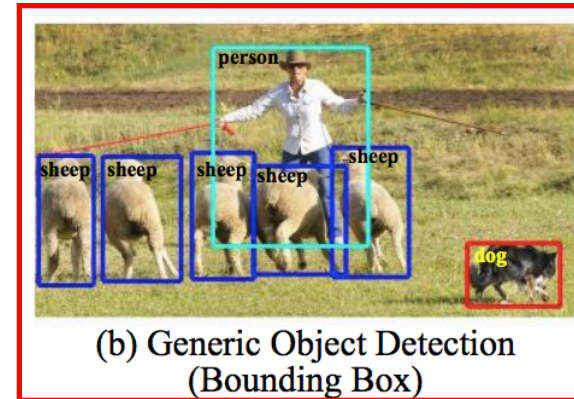 person
sheep
sheep
sheep
sheep
sheep
dog
(b) Generic Object Detection
(Bounding Box)